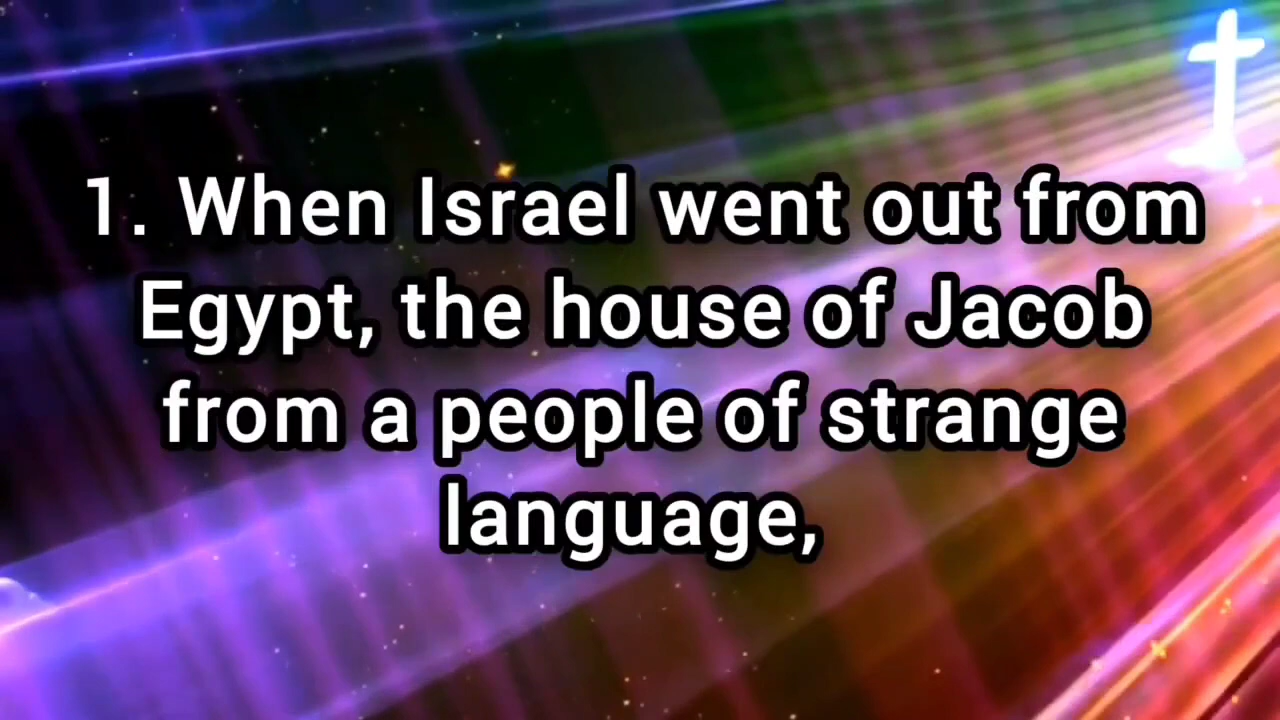 1. When Israel went out from
Egypt, the house of Jacob
from a people of strange
language,